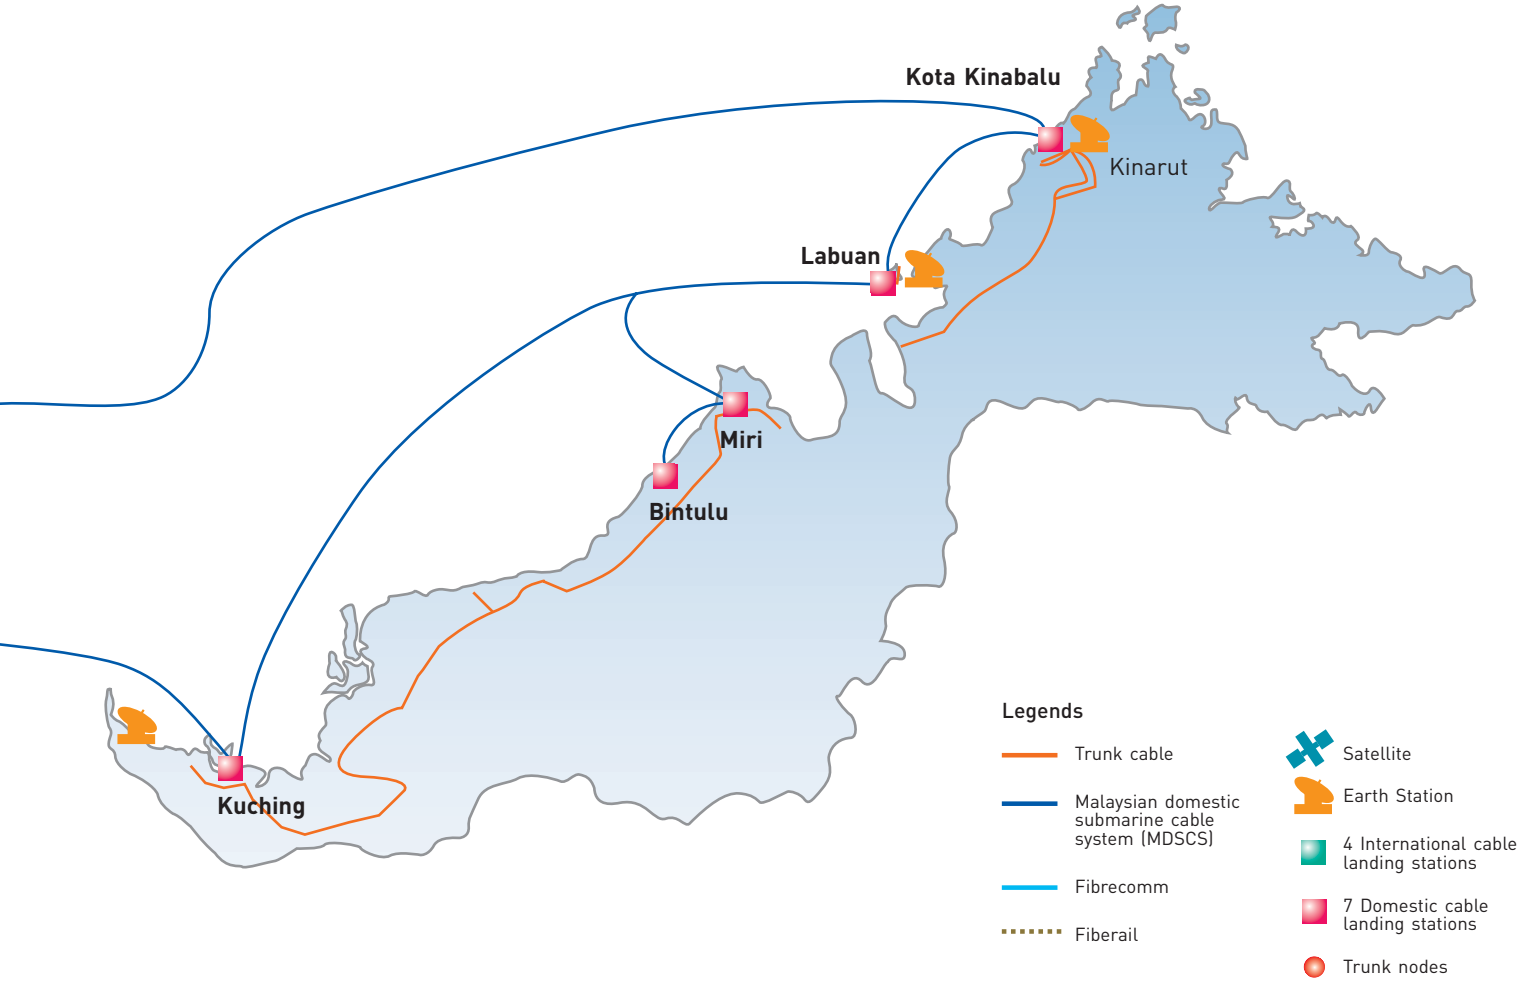 Kota Kinabalu
Kinarut
Labuan
Miri
Bintulu
Kuching
Legends
Trunk cable
Malaysian domestic
submarine cable
system (MDSCS)
Fibrecomm
Fiberail
Satellite
Earth Station
4 International cable
landing stations
7 Domestic cable
landing stations
Trunk nodes